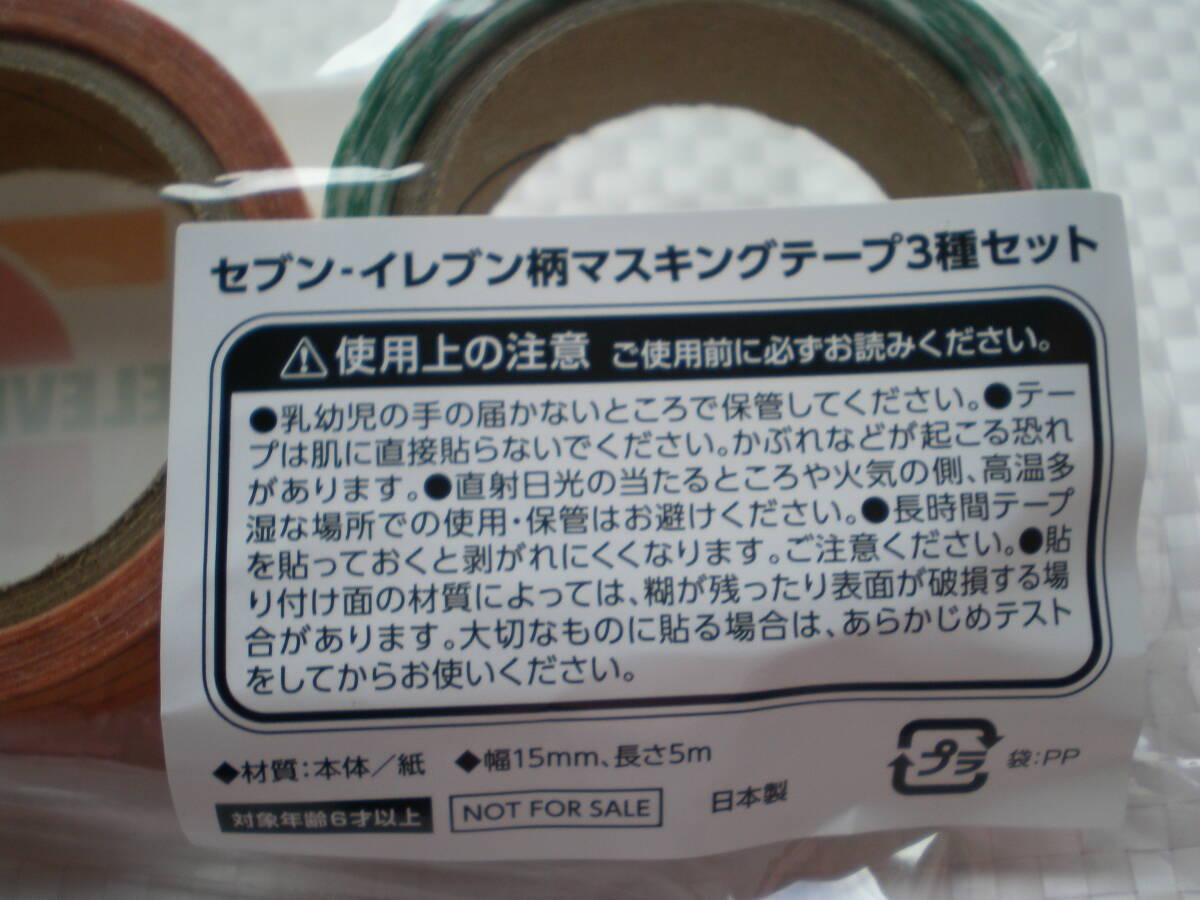 セブン‐イレブン柄マスキングテープ3種セット
⚠使用上の注意 ご使用前に必ずお読みください。
●乳幼児の手の届かないところで保管してください。●テー
プは肌に直接貼らないでください。かぶれなどが起こる恐れ
があります。●直射日光の当たるところや火気の側、高温多
湿な場所での使用・保管はお避けください。●長時間テープ
を貼っておくと剥がれにくくなります。ご注意ください。●貼
り付け面の材質によっては、糊が残ったり表面が破損する場
合があります。大切なものに貼る場合は、あらかじめテスト
をしてからお使いください。
◆材質：本体／紙 ◆幅15mm、長さ5m
対象年齢6才以上 NOT FOR SALE 日本製
プラ 袋：PP